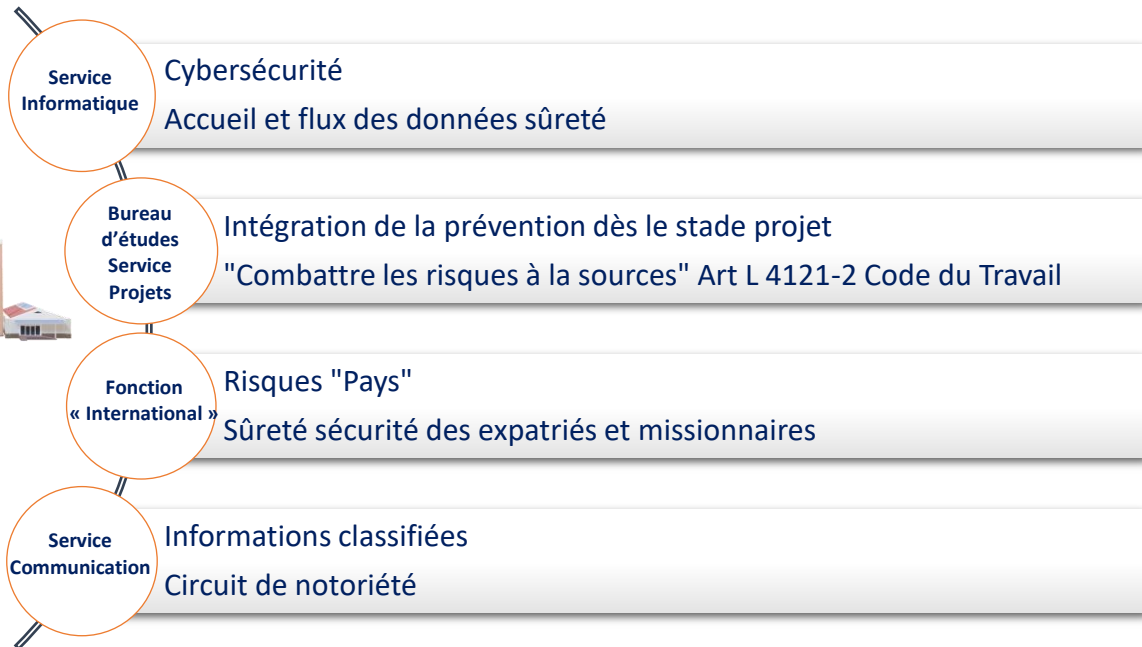 Service
Informatique
Cybersécurité
Accueil et flux des données sûreté
Bureau
d’études
Service
Projets
Intégration de la prévention dès le stade projet
"Combattre les risques à la sources" Art L 4121-2 Code du Travail
Fonction
« International »
Risques "Pays"
Sûreté sécurité des expatriés et missionnaires
Service
Communication
Informations classifiées
Circuit de notoriété